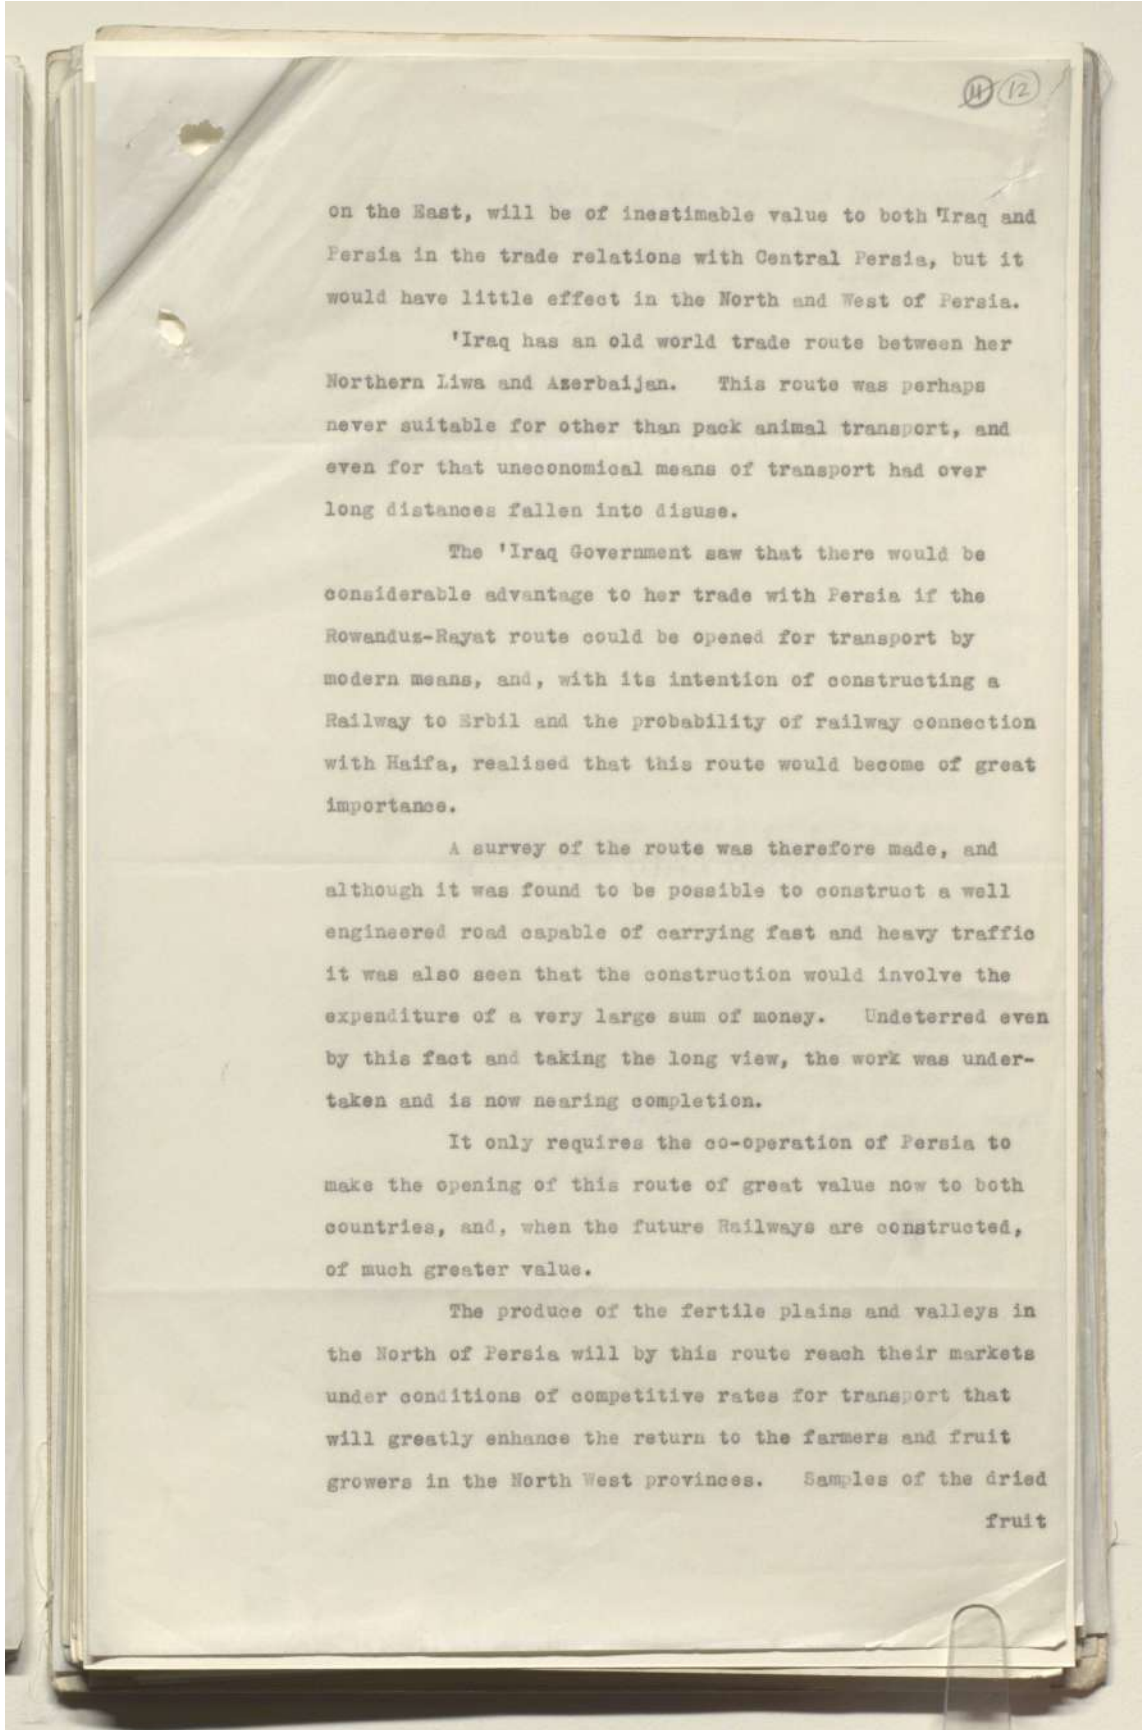 11 12
on the East, will be of inestimable value to both 'Iraq and
Persia in the trade relations with Central Persia, but it
would have little effect in the North and West of Persia.
'Iraq has an old world trade route between her
Northern Liwa and Azerbaijan. This route was perhaps
never suitable for other than pack animal transport, and
even for that uneconomical means of transport had over
long distances fallen into disuse.
The 'Iraq Government saw that there would be
considerable advantage to her trade with Persia if the
Rowanduz-Rayat route could be opened for transport by
modern means, and, with its intention of constructing a
Railway to Erbil and the probability of railway connection
with Haifa, realised that this route would become of great
importance.
A survey of the route was therefore made, and
although it was found to be possible to construct a well
engineered road capable of carrying fast and heavy traffic
it was also seen that the construction would involve the
expenditure of a very large sum of money. Undeterred even
by this fact and taking the long view, the work was under-
taken and is now nearing completion.
It only requires the co-operation of Persia to
make the opening of this route of great value now to both
countries, and, when the future Railways are constructed,
of much greater value.
The produce of the fertile plains and valleys in
the North of Persia will by this route reach their markets
under conditions of competitive rates for transport that
will greatly enhance the return to the farmers and fruit
growers in the North West provinces. Samples of the dried
fruit